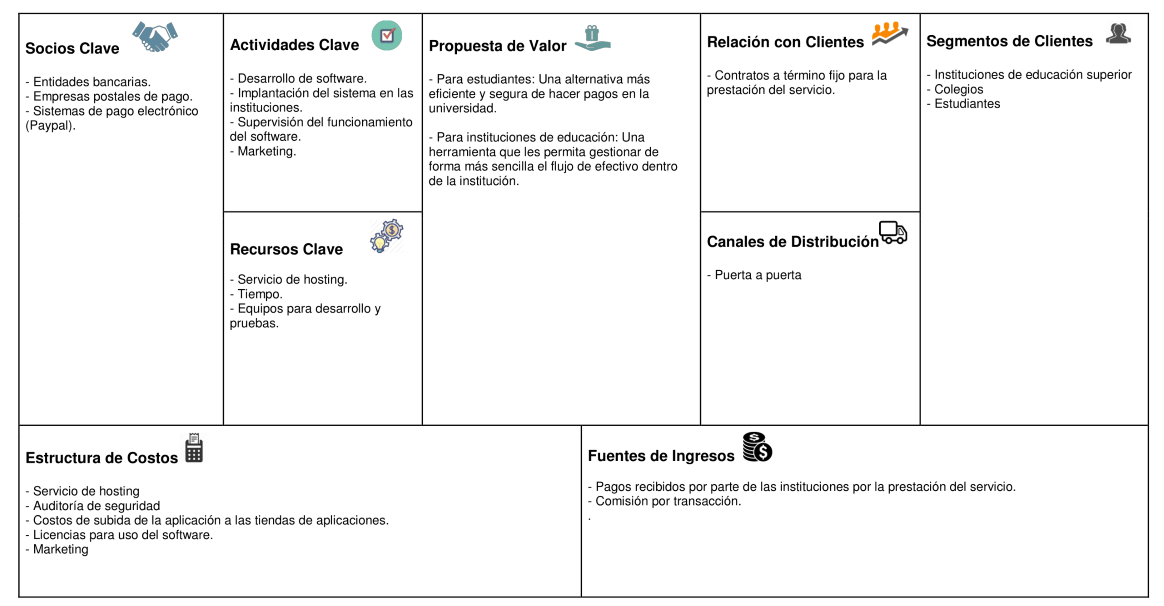 Socios Clave
- Entidades bancarias.
- Empresas postales de pago.
- Sistemas de pago electrónico
(Paypal).
Actividades Clave
- Desarrollo de software.
- Implantación del sistema en las
instituciones.
- Supervisión del funcionamiento
del software.
- Marketing.
Recursos Clave
- Servicio de hosting.
- Tiempo.
- Equipos para desarrollo y
pruebas.
Propuesta de Valor
- Para estudiantes: Una alternativa más
eficiente y segura de hacer pagos en la
universidad.
- Para instituciones de educación: Una
herramienta que les permita gestionar de
forma más sencilla el flujo de efectivo dentro
de la institución.
Relación con Clientes
- Contratos a término fijo para la
prestación del servicio.
Canales de Distribución
- Puerta a puerta
Segmentos de Clientes
- Instituciones de educación superior
- Colegios
- Estudiantes
Estructura de Costos
- Servicio de hosting
- Auditoría de seguridad
- Costos de subida de la aplicación a las tiendas de aplicaciones.
- Licencias para uso del software.
- Marketing
Fuentes de Ingresos
- Pagos recibidos por parte de las instituciones por la prestación del servicio.
- Comisión por transacción.
.